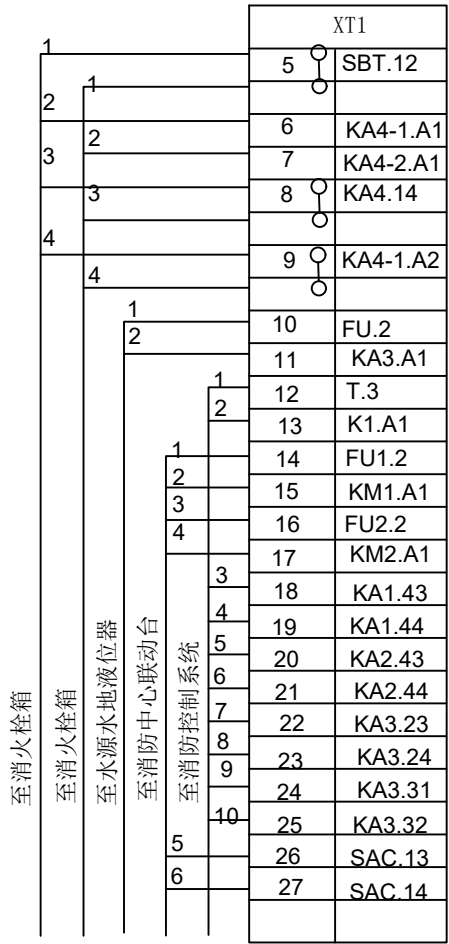 XT1
1
5 SBT.12
1
2
6 KA4-1.A1
2
7 KA4-2.A1
3
8 KA4.14
3
4
9 KA4-1.A2
4
1
10 FU.2
2
11 KA3.A1
1
12 T.3
2
13 K1.A1
1
14 FU1.2
2
15 KM1.A1
3
16 FU2.2
4
17 KM2.A1
3
18 KA1.43
4
19 KA1.44
5
20 KA2.43
6
21 KA2.44
7
22 KA3.23
8
23 KA3.24
9
24 KA3.31
10
25 KA3.32
5
26 SAC.13
6
27 SAC.14
至消火栓箱
至消火栓箱
至水源水地液位器
至消防中心联动台
至消防控制系统